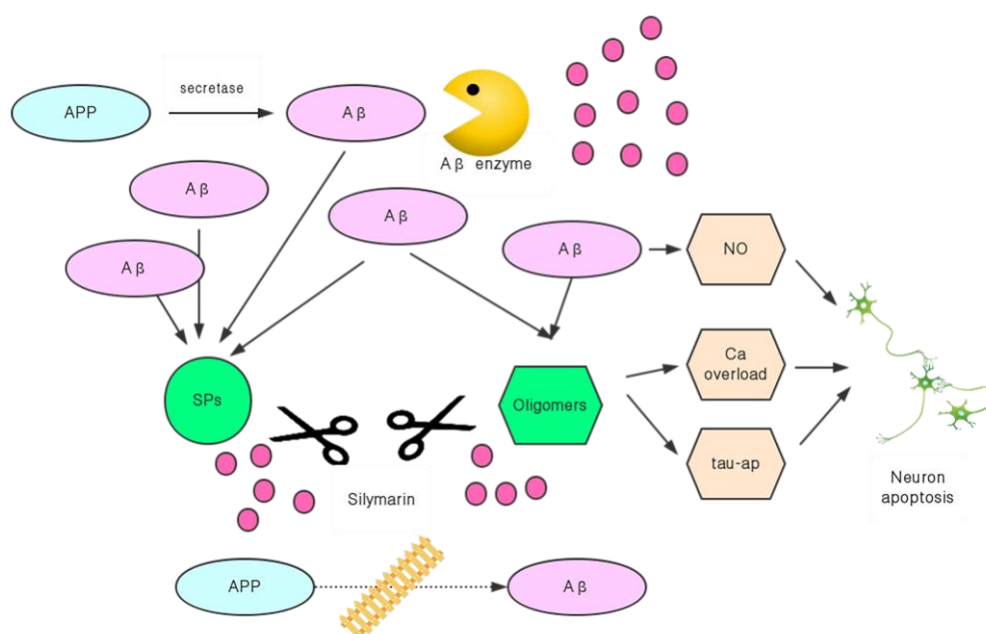 secretase
APP
A β
A β enzyme
A β
A β
A β
A β
NO
Ca
overload
SPs
Oligomers
tau-ap
Silymarin
Neuron
apoptosis
APP
A β